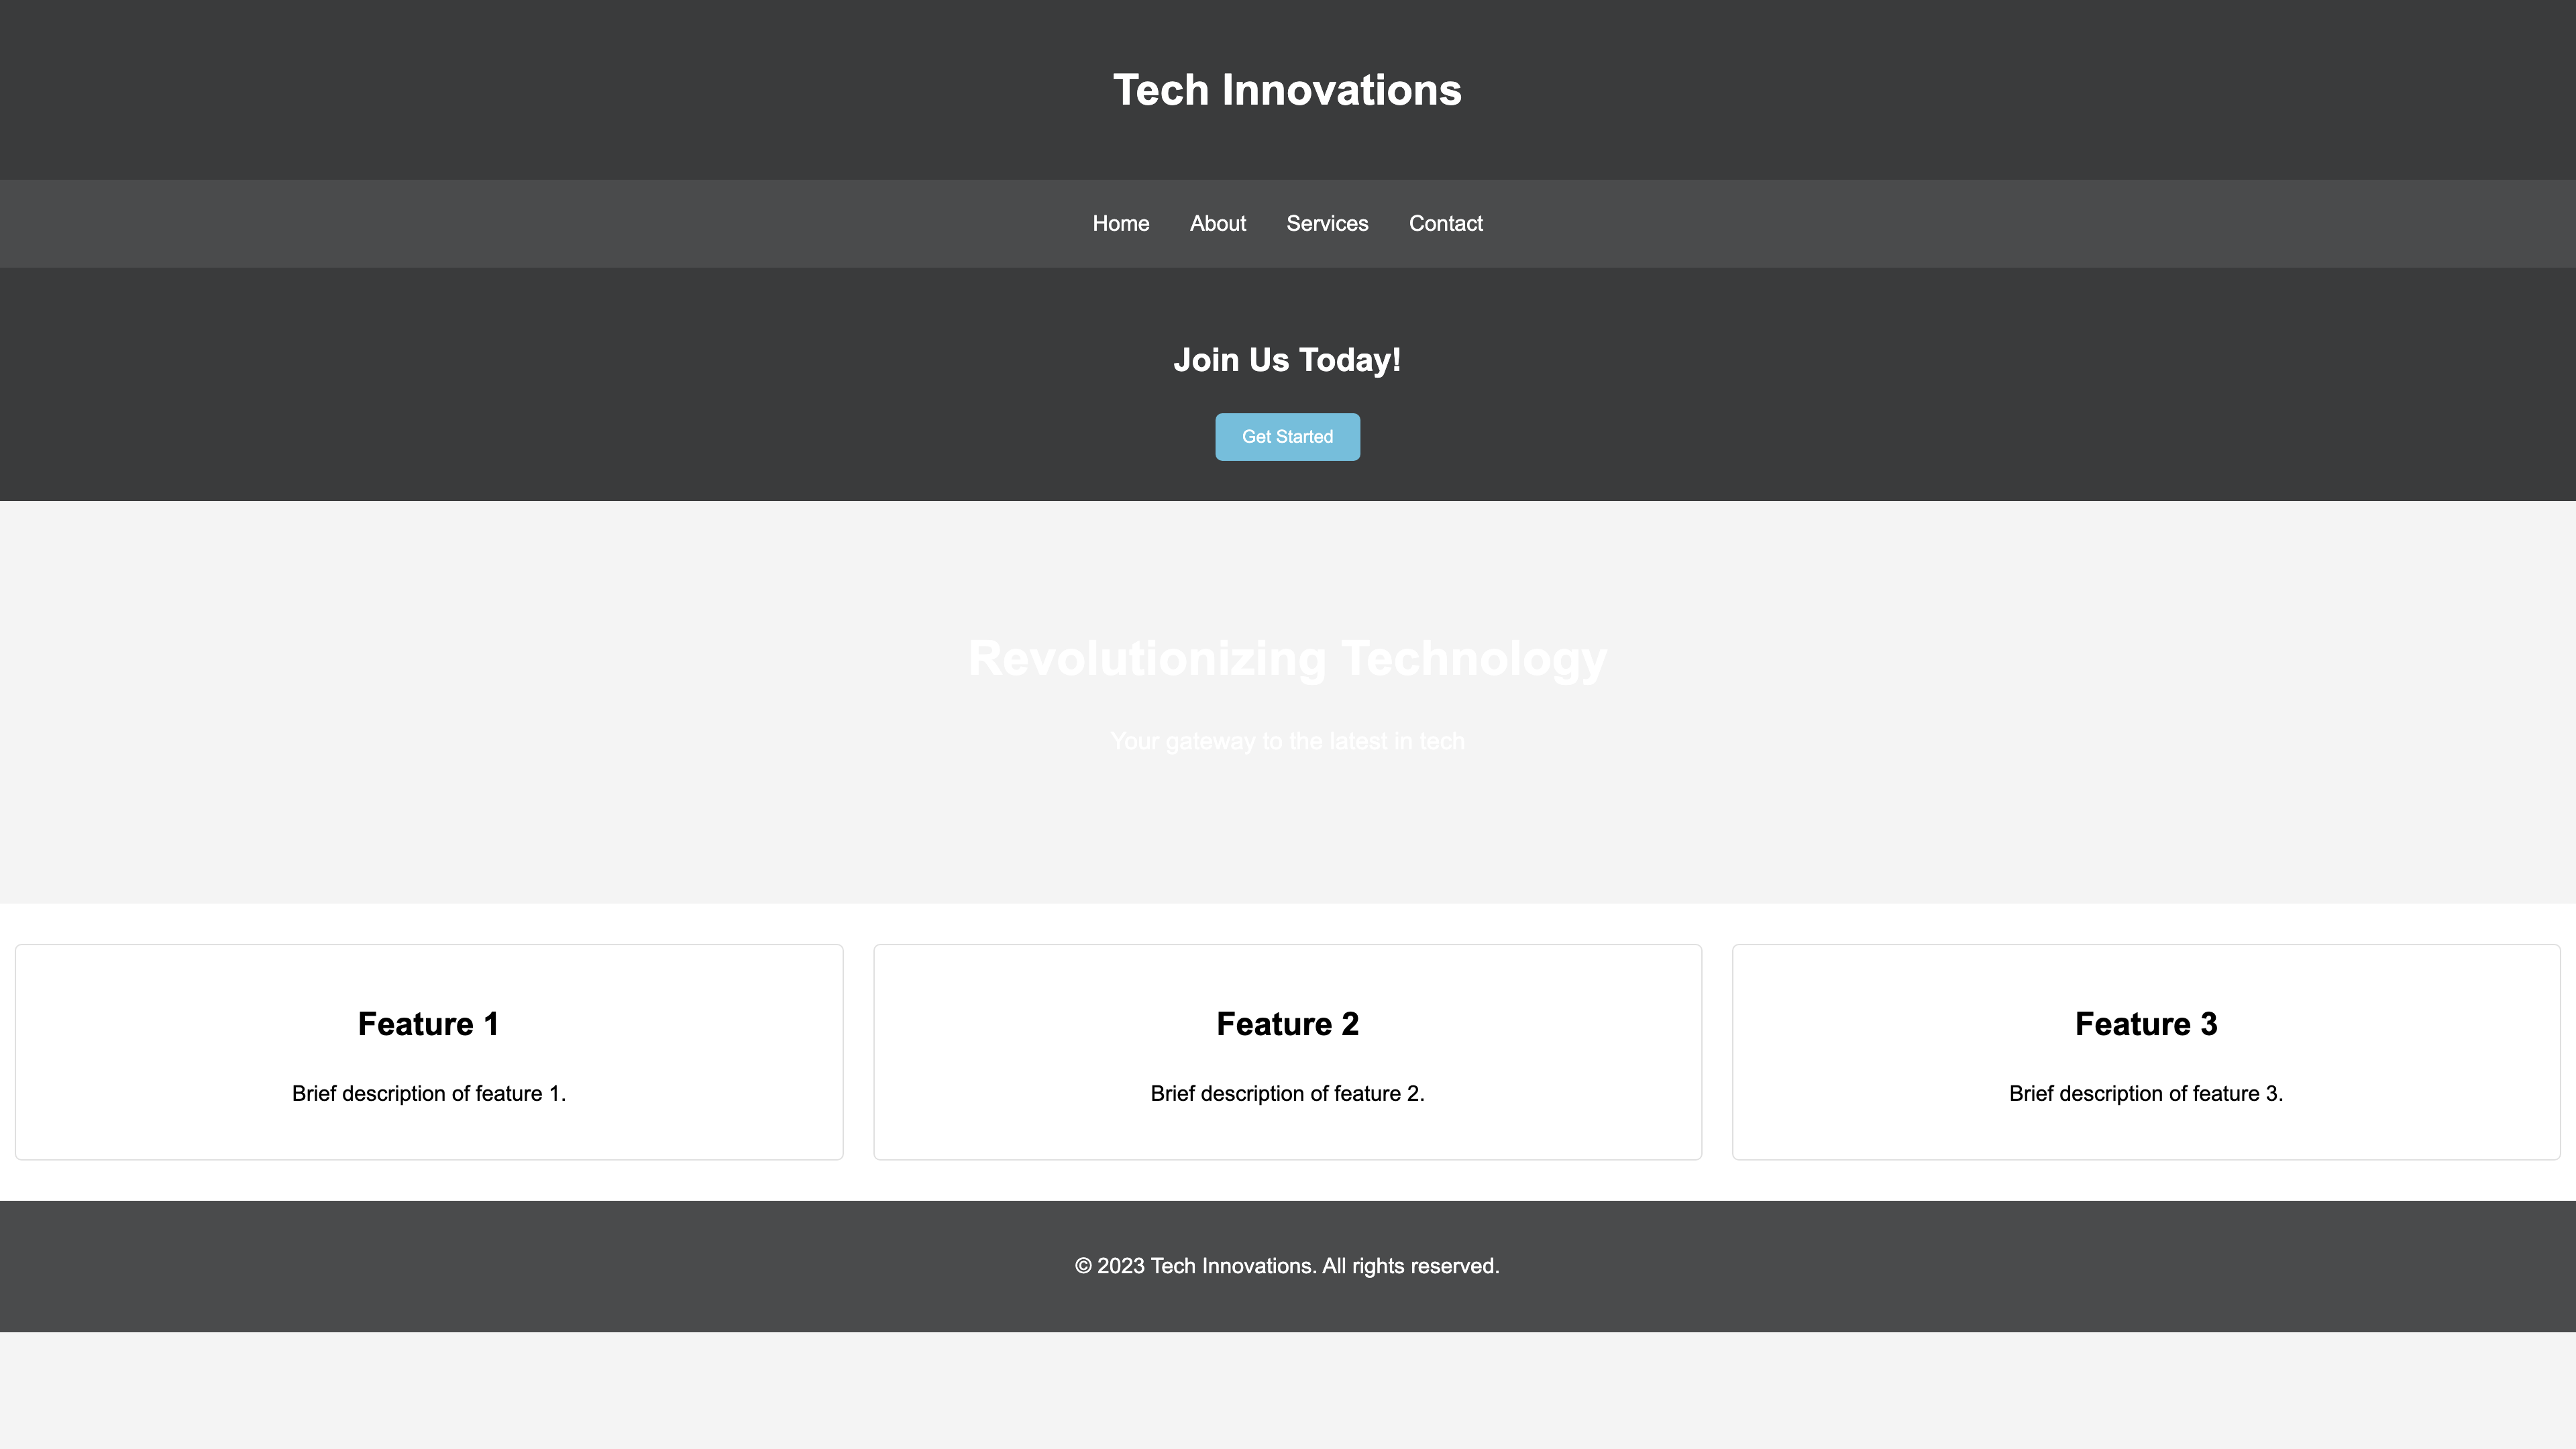 Tech Innovations
Home About Services Contact
Join Us Today!
Get Started
Revolutionizing Technology
Your gateway to the latest in tech
Feature 1
Brief description of feature 1.
Feature 2
Brief description of feature 2.
Feature 3
Brief description of feature 3.
© 2023 Tech Innovations. All rights reserved.